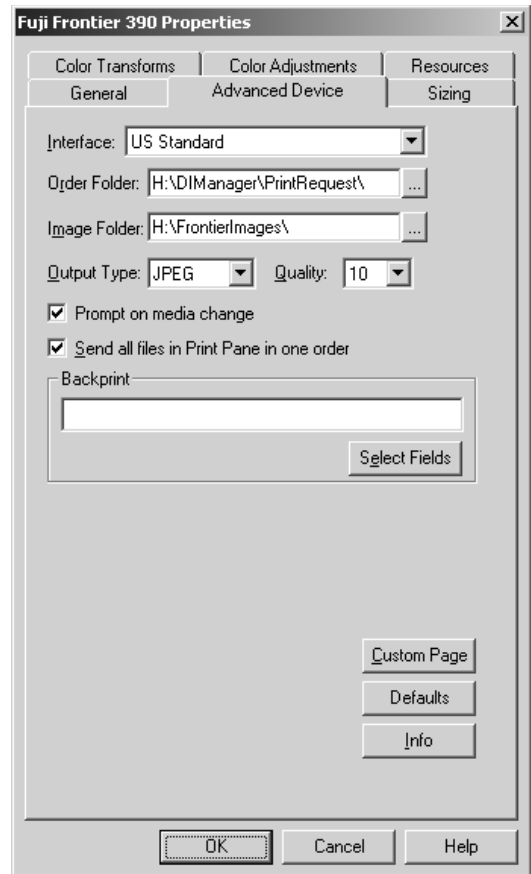 Fuji Frontier 390 Properties
Color Transforms Color Adjustments Resources
General Advanced Device Sizing
Interface: US Standard
Order Folder: H:\DIManager\PrintRequest\ ...
Image Folder: H:\FrontierImages\ ...
Output Type: JPEG Quality: 10
Prompt on media change
Send all files in Print Pane in one order
Backprint
Select Fields
Custom Page
Defaults
Info
OK Cancel Help